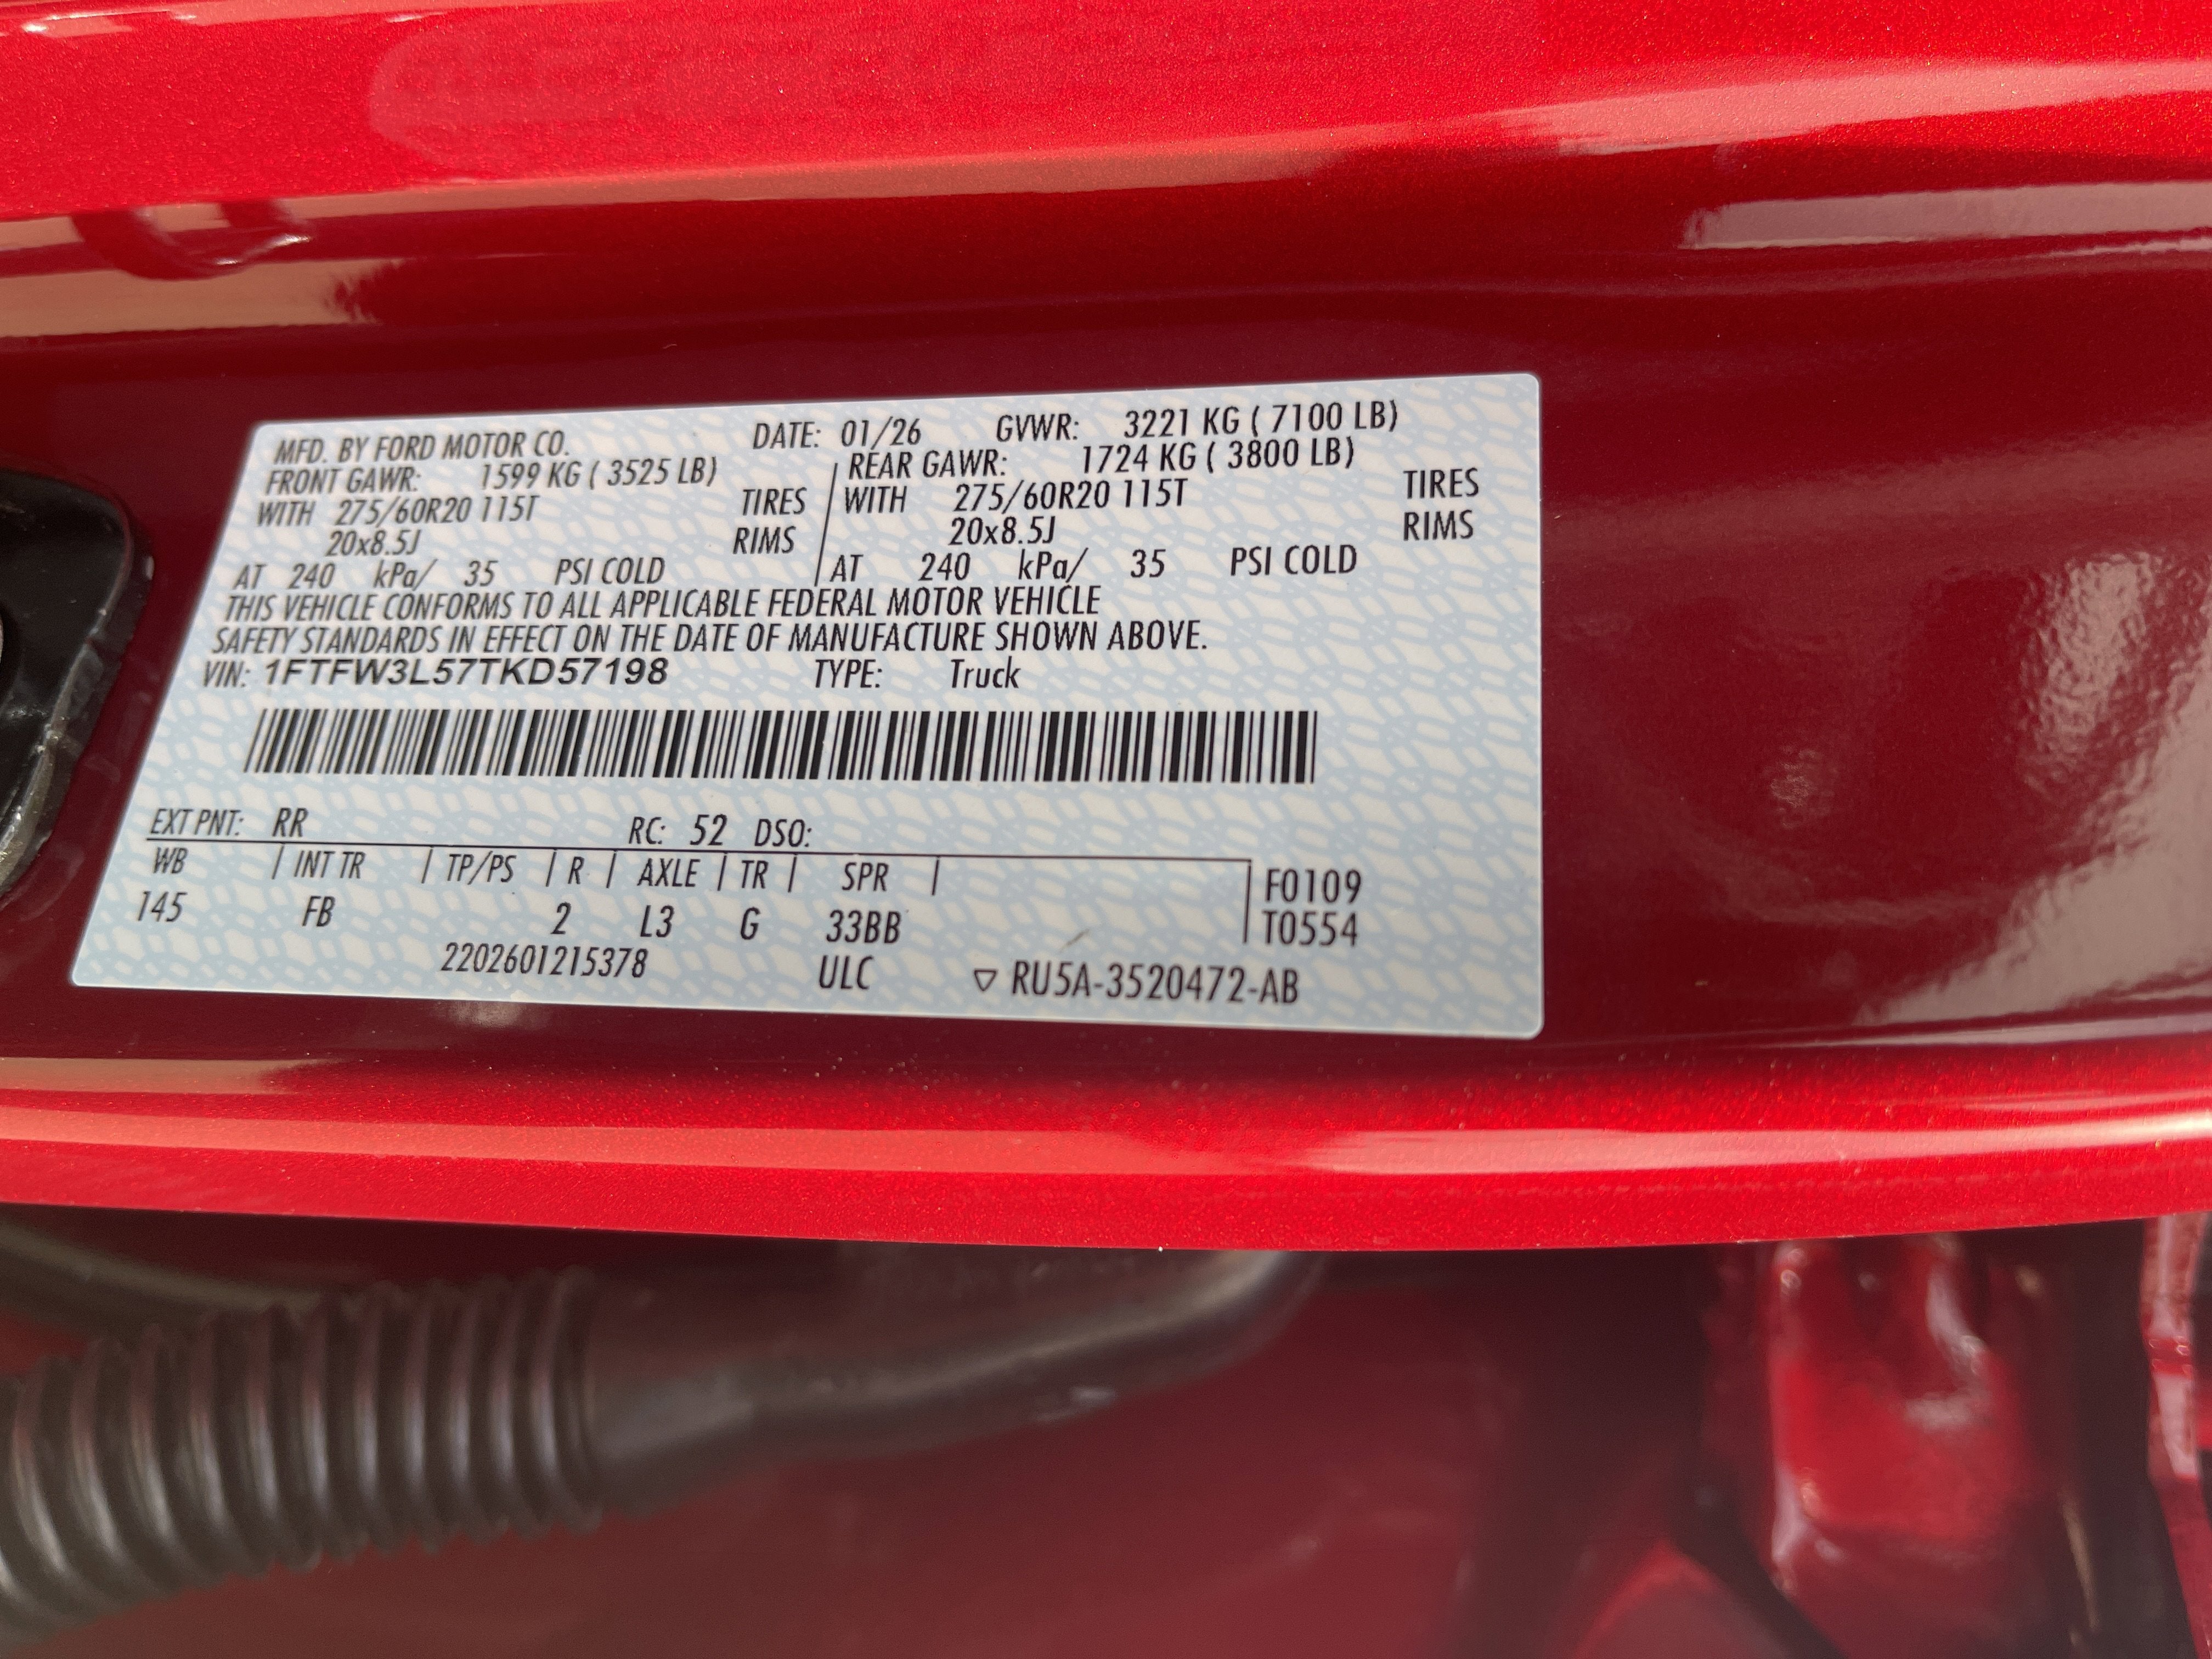 MFD. BY FORD MOTOR CO. DATE: 01/26 GVWR: 3221 KG ( 7100 LB)
FRONT GAWR: 1599 KG ( 3525 LB) REAR GAWR: 1724 KG ( 3800 LB)
WITH 275/60R20 115T TIRES WITH 275/60R20 115T TIRES
20x8.5J RIMS 20x8.5J RIMS
AT 240 kPa/ 35 PSI COLD AT 240 kPa/ 35 PSI COLD
THIS VEHICLE CONFORMS TO ALL APPLICABLE FEDERAL MOTOR VEHICLE
SAFETY STANDARDS IN EFFECT ON THE DATE OF MANUFACTURE SHOWN ABOVE.
VIN: 1FTFW3L57TKD57198 TYPE: Truck
EXT PNT: RR RC: 52 DSO:
WB | INT TR | TP/PS | R | AXLE | TR | SPR | F0109
145 FB 2 L3 G 33BB T0554
2202601215378 ULC ▽ RU5A-3520472-AB